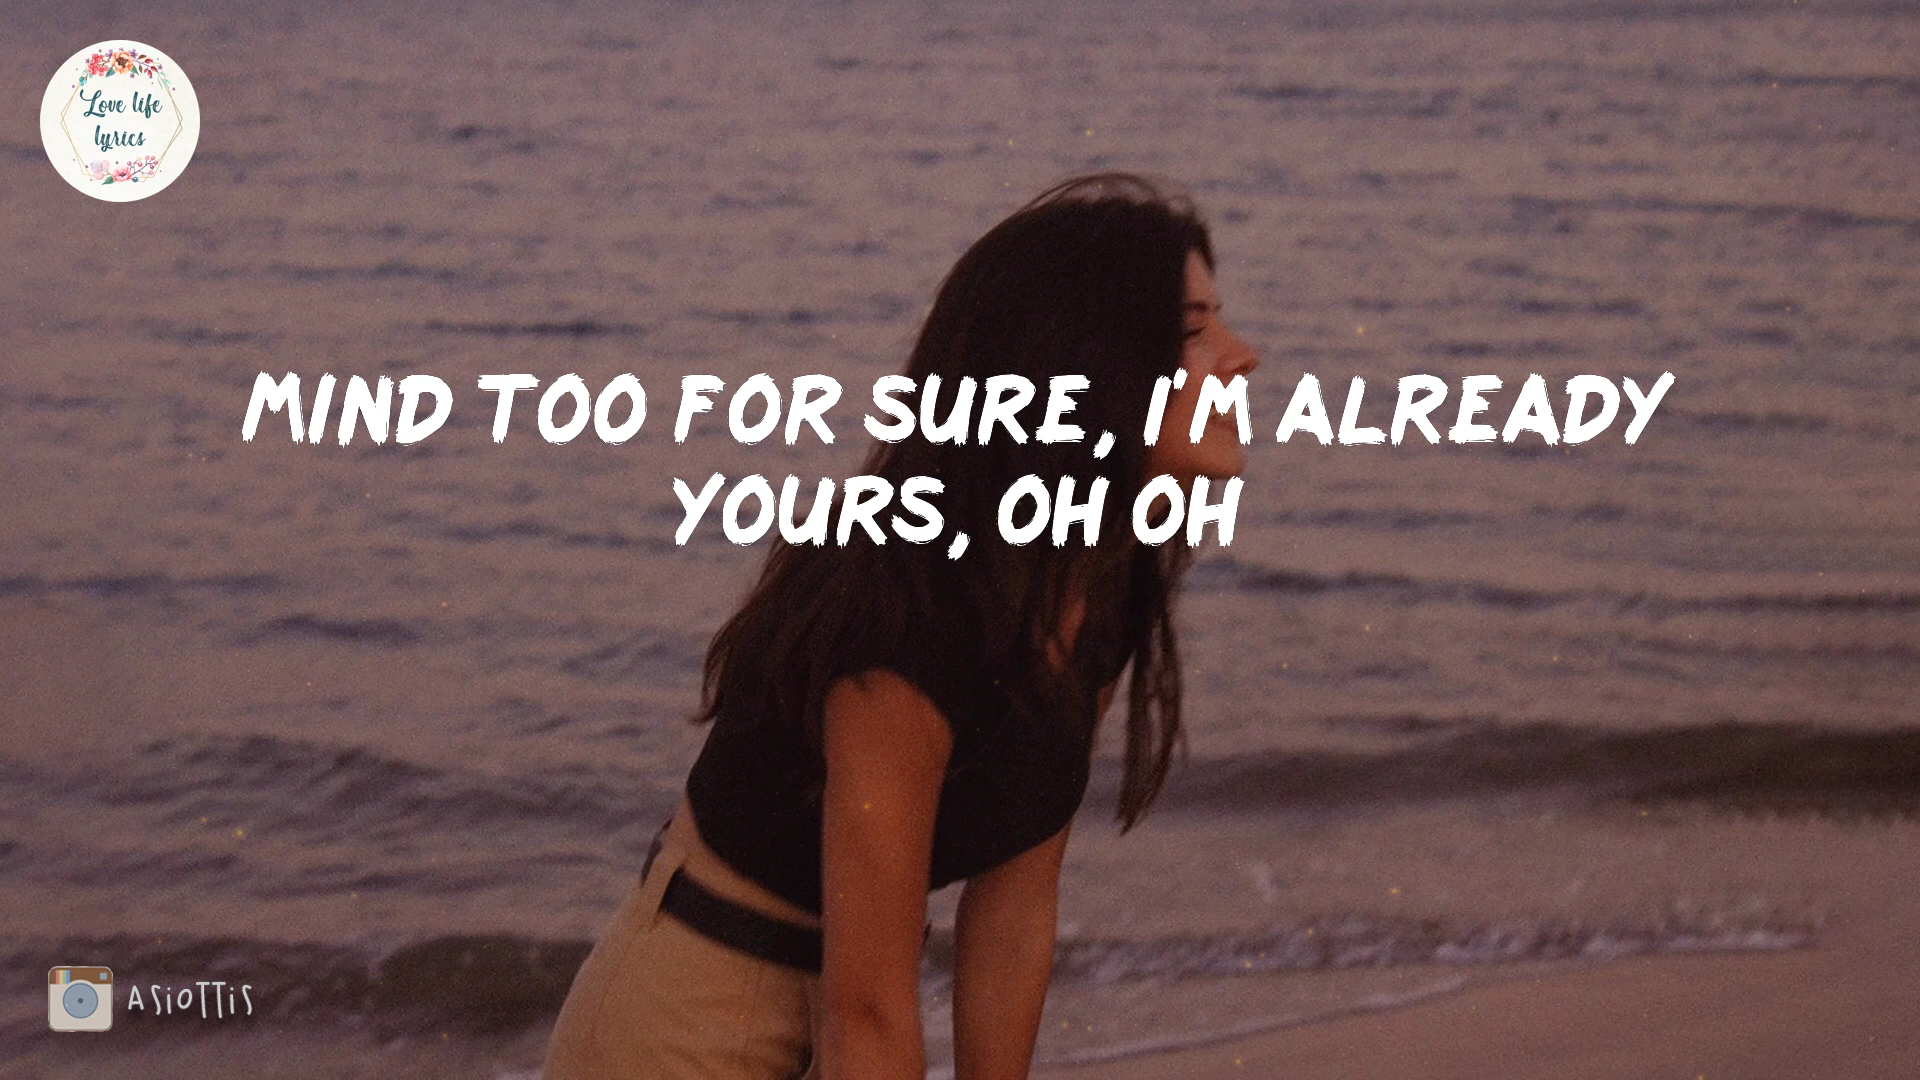 Love life
lyrics
MIND TOO FOR SURE, I'M ALREADY
YOURS, OH OH
ASiOTTiS